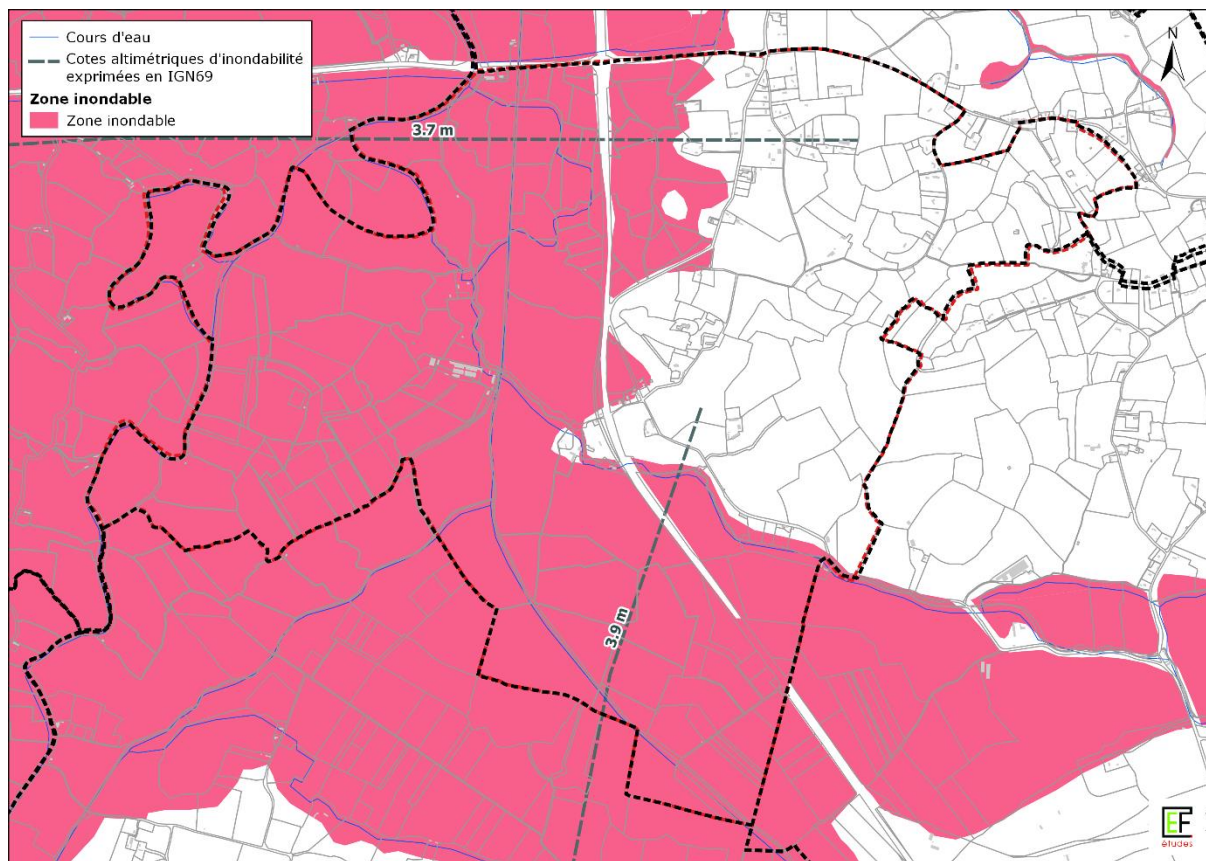 Cours d'eau
Cotes altimétriques d'inondabilité
exprimées en IGN69
Zone inondable
Zone inondable
N
3.7 m
3.9 m
EF
études